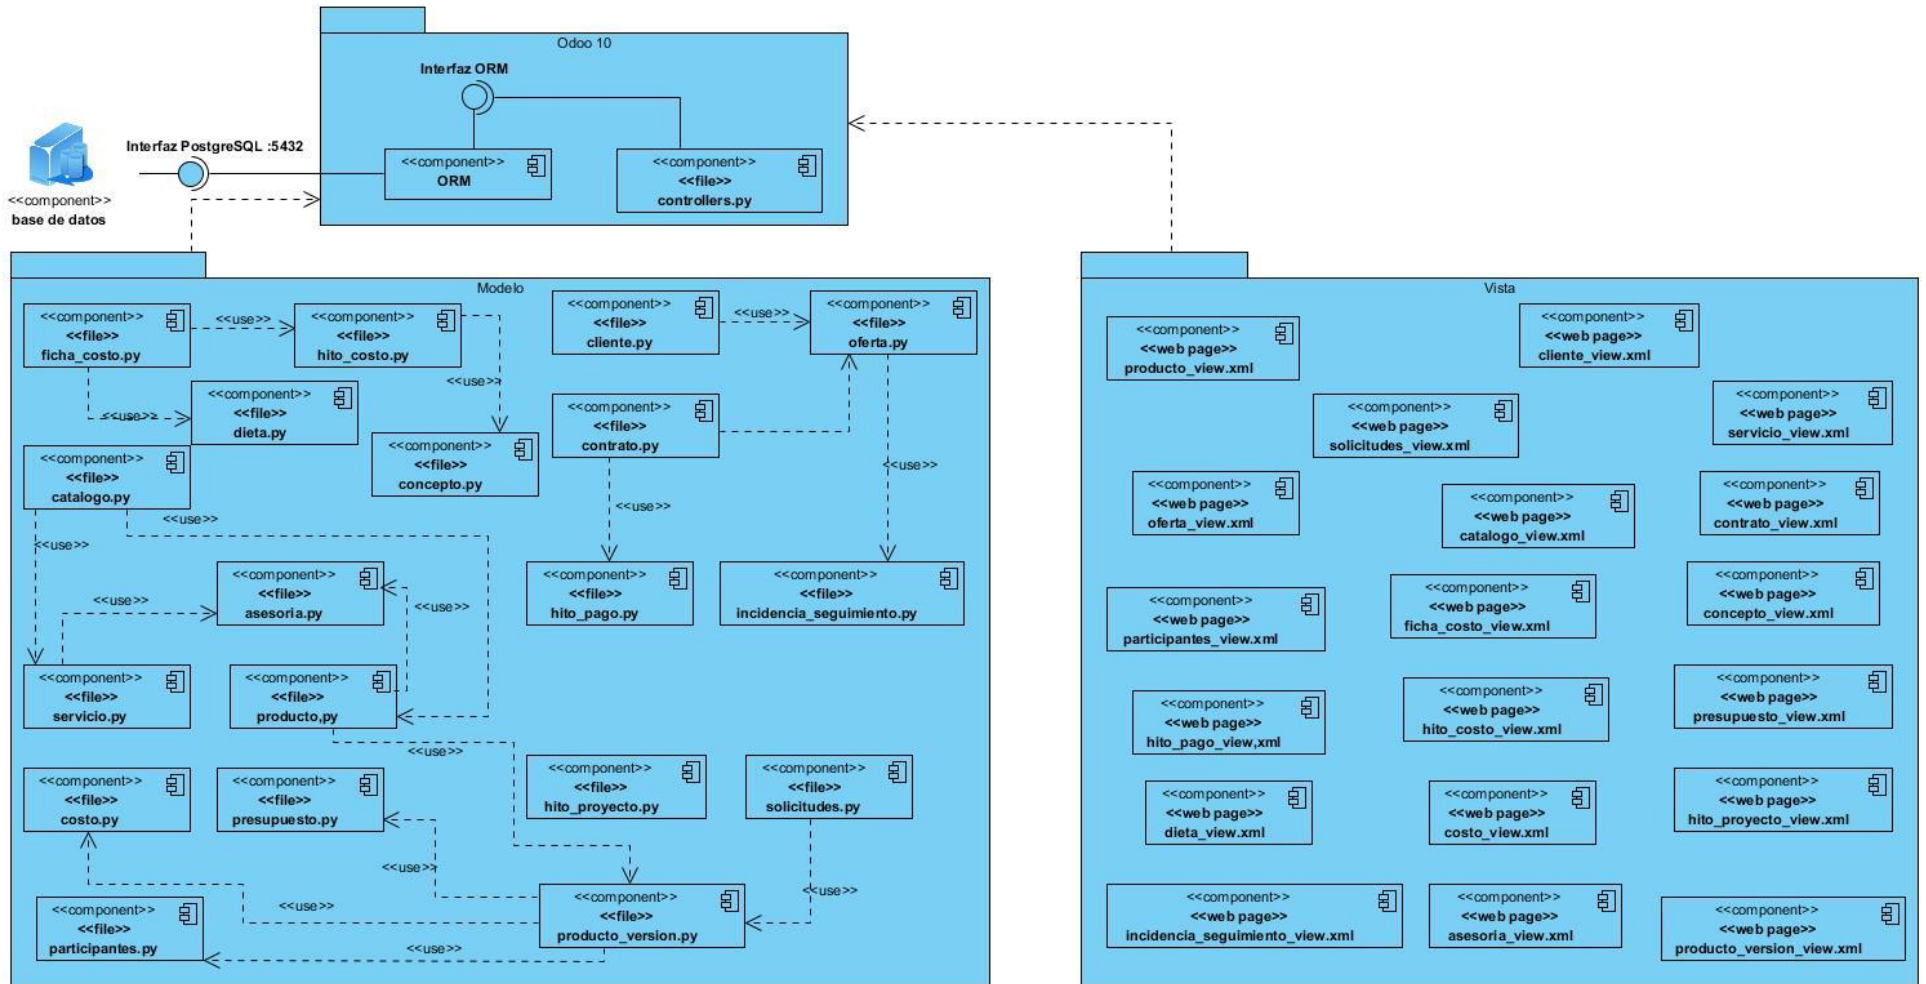 Odoo 10
Interfaz ORM
Interfaz PostgreSQL :5432
<<component>>
ORM
<<component>>
<<file>>
controllers.py
<<component>>
base de datos
Modelo
<<component>>
<<file>>
ficha_costo.py
<<use>>
<<component>>
<<file>>
hito_costo.py
<<component>>
<<file>>
cliente.py
<<use>>
<<component>>
<<file>>
oferta.py
<<use>>
<<use>>
<<component>>
<<file>>
dieta.py
<<component>>
<<file>>
concepto.py
<<component>>
<<file>>
contrato.py
<<use>>
<<component>>
<<file>>
catalogo.py
<<use>>
<<use>>
<<use>>
<<component>>
<<file>>
asesoria.py
<<use>>
<<use>>
<<component>>
<<file>>
hito_pago.py
<<component>>
<<file>>
incidencia_seguimiento.py
<<component>>
<<file>>
servicio.py
<<component>>
<<file>>
producto,py
<<use>>
<<component>>
<<file>>
costo.py
<<component>>
<<file>>
presupuesto.py
<<component>>
<<file>>
hito_proyecto.py
<<component>>
<<file>>
solicitudes.py
<<use>>
<<use>>
<<use>>
<<component>>
<<file>>
participantes.py
<<use>>
<<component>>
<<file>>
producto_version.py
Vista
<<component>>
<<web page>>
producto_view.xml
<<component>>
<<web page>>
cliente_view.xml
<<component>>
<<web page>>
solicitudes_view.xml
<<component>>
<<web page>>
servicio_view.xml
<<component>>
<<web page>>
oferta_view.xml
<<component>>
<<web page>>
catalogo_view.xml
<<component>>
<<web page>>
contrato_view.xml
<<component>>
<<web page>>
participantes_view.xml
<<component>>
<<web page>>
ficha_costo_view.xml
<<component>>
<<web page>>
concepto_view.xml
<<component>>
<<web page>>
hito_pago_view,xml
<<component>>
<<web page>>
hito_costo_view.xml
<<component>>
<<web page>>
presupuesto_view.xml
<<component>>
<<web page>>
dieta_view.xml
<<component>>
<<web page>>
costo_view.xml
<<component>>
<<web page>>
hito_proyecto_view.xml
<<component>>
<<web page>>
incidencia_seguimiento_view.xml
<<component>>
<<web page>>
asesoria_view.xml
<<component>>
<<web page>>
producto_version_view.xml